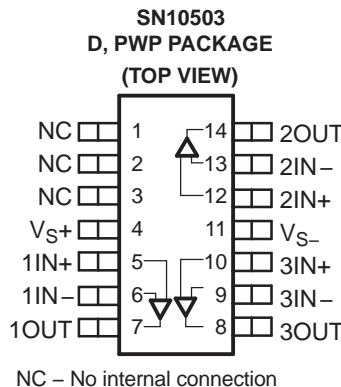 SN10503
D, PWP PACKAGE
(TOP VIEW)
NC 1 14 2OUT
NC 2 13 2IN−
NC 3 12 2IN+
VS+ 4 11 VS−
1IN+ 5 10 3IN+
1IN− 6 9 3IN−
1OUT 7 8 3OUT
NC − No internal connection